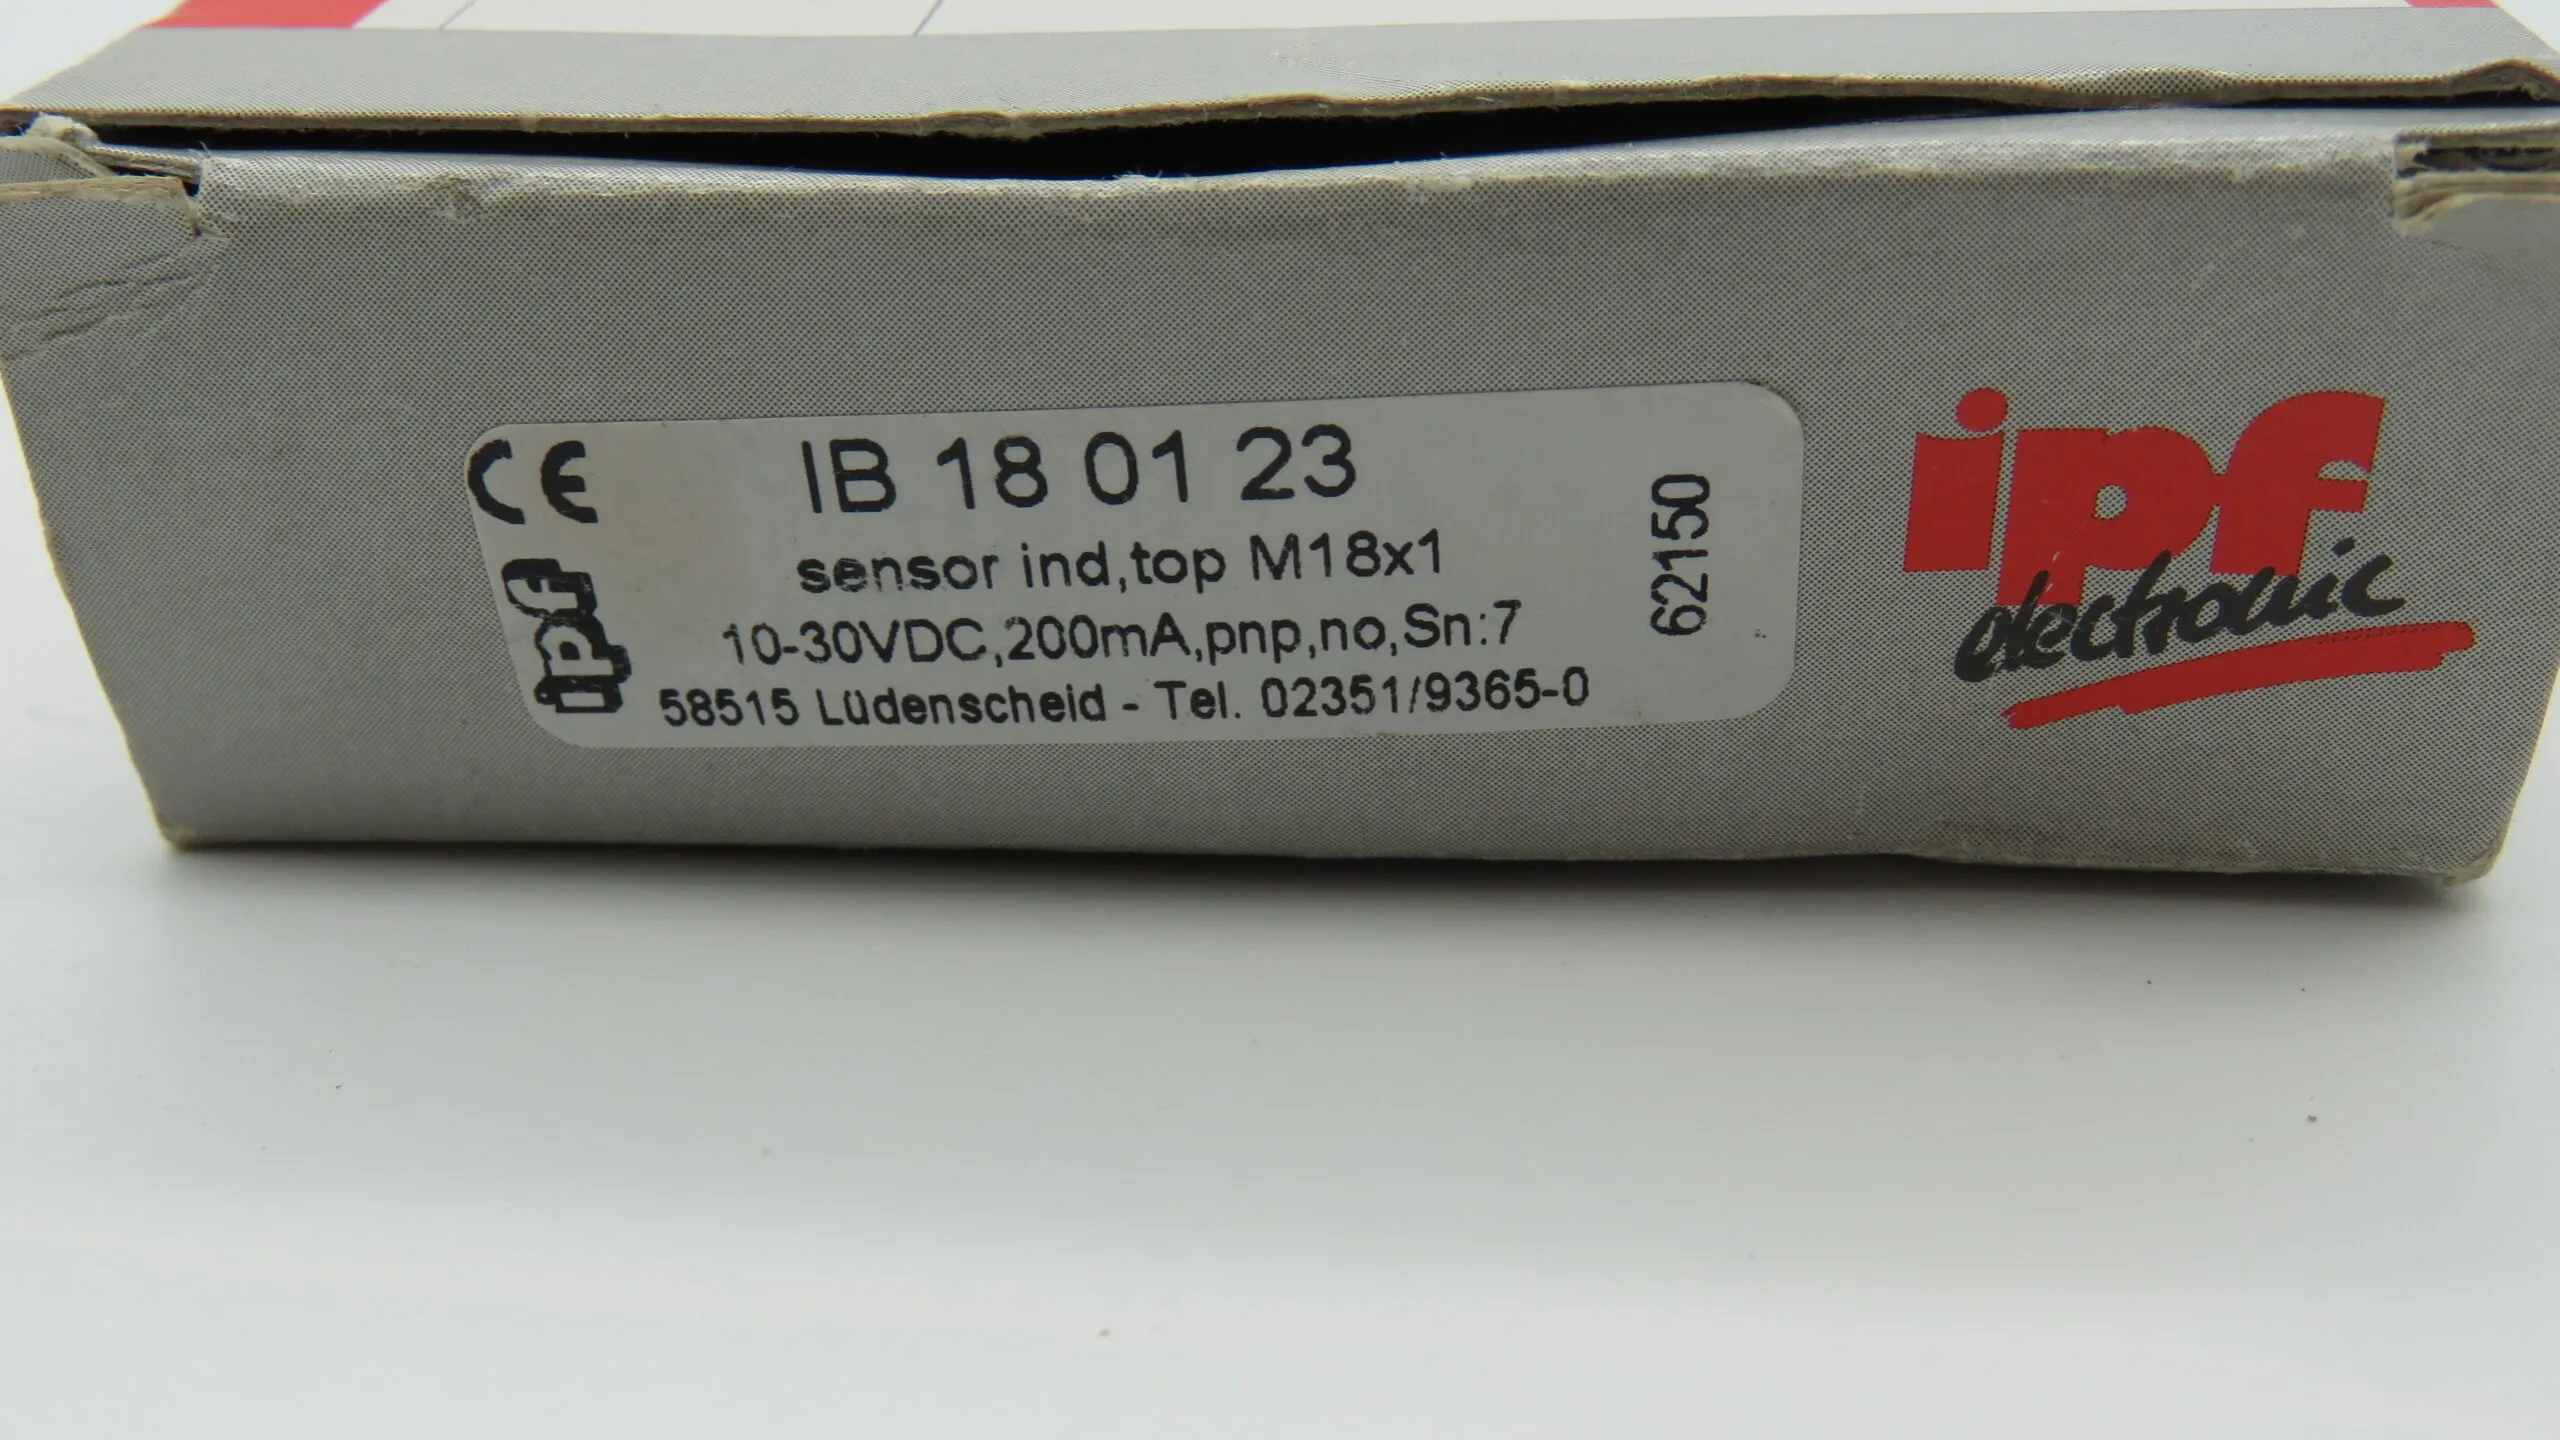 CE
IB 18 01 23
sensor ind,top M18x1
10-30VDC,200mA,pnp,no,Sn:7
58515 Lüdenscheid - Tel. 02351/9365-0
ipf
62150
ipf
electronic